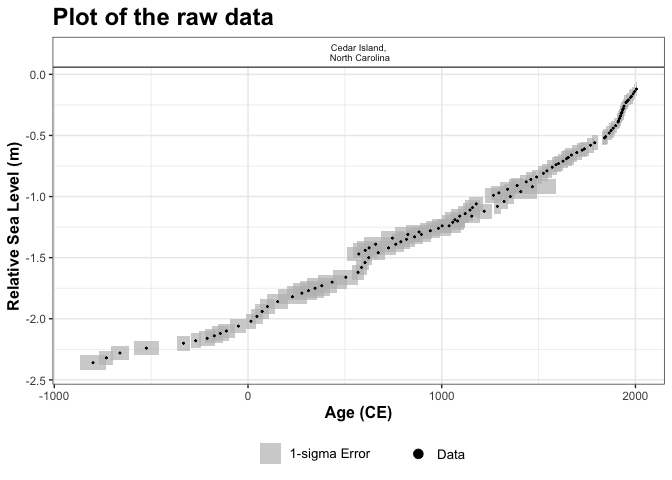 Plot of the raw data
Cedar Island,
North Carolina
0.0
-0.5
-1.0
-1.5
-2.0
-2.5
Relative Sea Level (m)
-1000
0
1000
2000
Age (CE)
1-sigma Error
Data